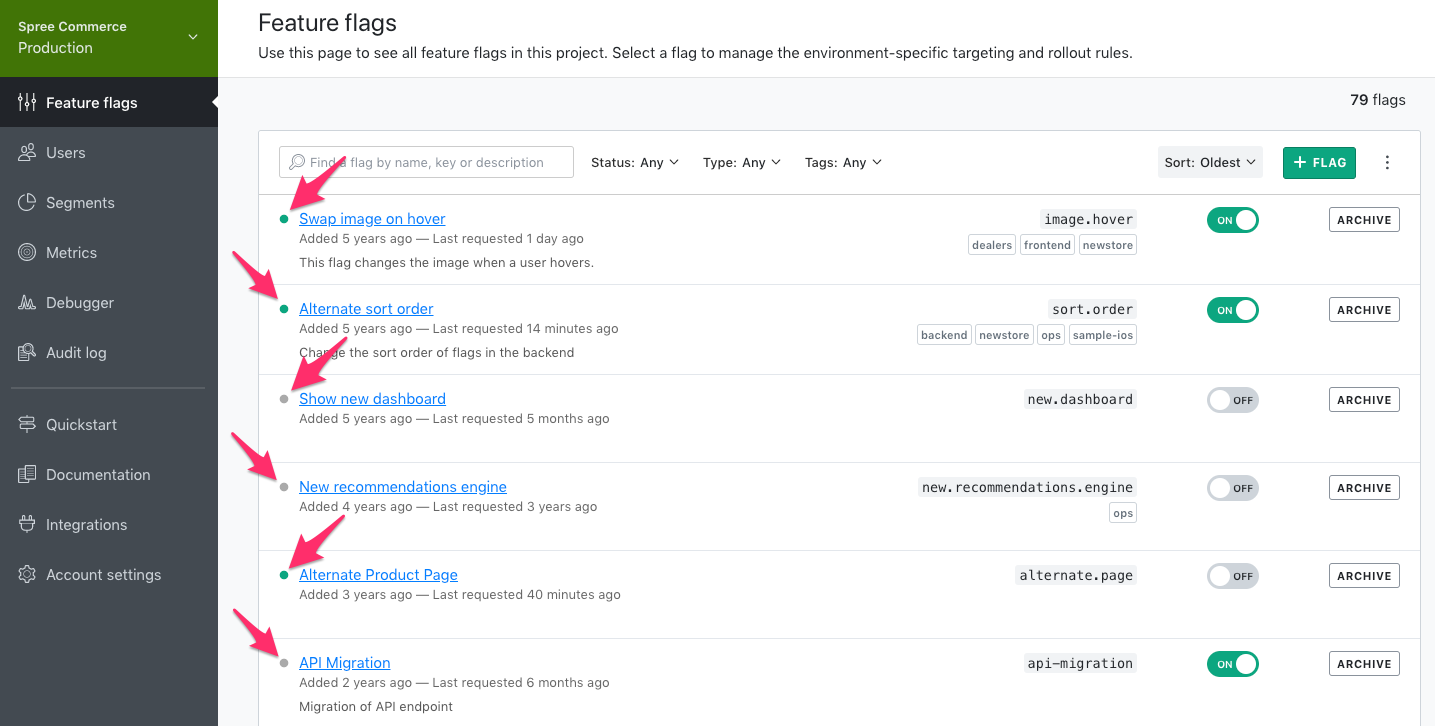 Spree Commerce
Production
Feature flags
Users
Segments
Metrics
Debugger
Audit log
Quickstart
Documentation
Integrations
Account settings
Feature flags
Use this page to see all feature flags in this project. Select a flag to manage the environment-specific targeting and rollout rules.
79 flags
Find a flag by name, key or description Status: Any Type: Any Tags: Any Sort: Oldest + FLAG
Swap image on hover image.hover ON ARCHIVE
Added 5 years ago — Last requested 1 day ago dealers frontend newstore
This flag changes the image when a user hovers.
Alternate sort order sort.order ON ARCHIVE
Added 5 years ago — Last requested 14 minutes ago backend newstore ops sample-ios
Change the sort order of flags in the backend
Show new dashboard new.dashboard OFF ARCHIVE
Added 5 years ago — Last requested 5 months ago
New recommendations engine new.recommendations.engine OFF ARCHIVE
Added 4 years ago — Last requested 3 years ago ops
Alternate Product Page alternate.page OFF ARCHIVE
Added 3 years ago — Last requested 40 minutes ago
API Migration api-migration ON ARCHIVE
Added 2 years ago — Last requested 6 months ago
Migration of API endpoint